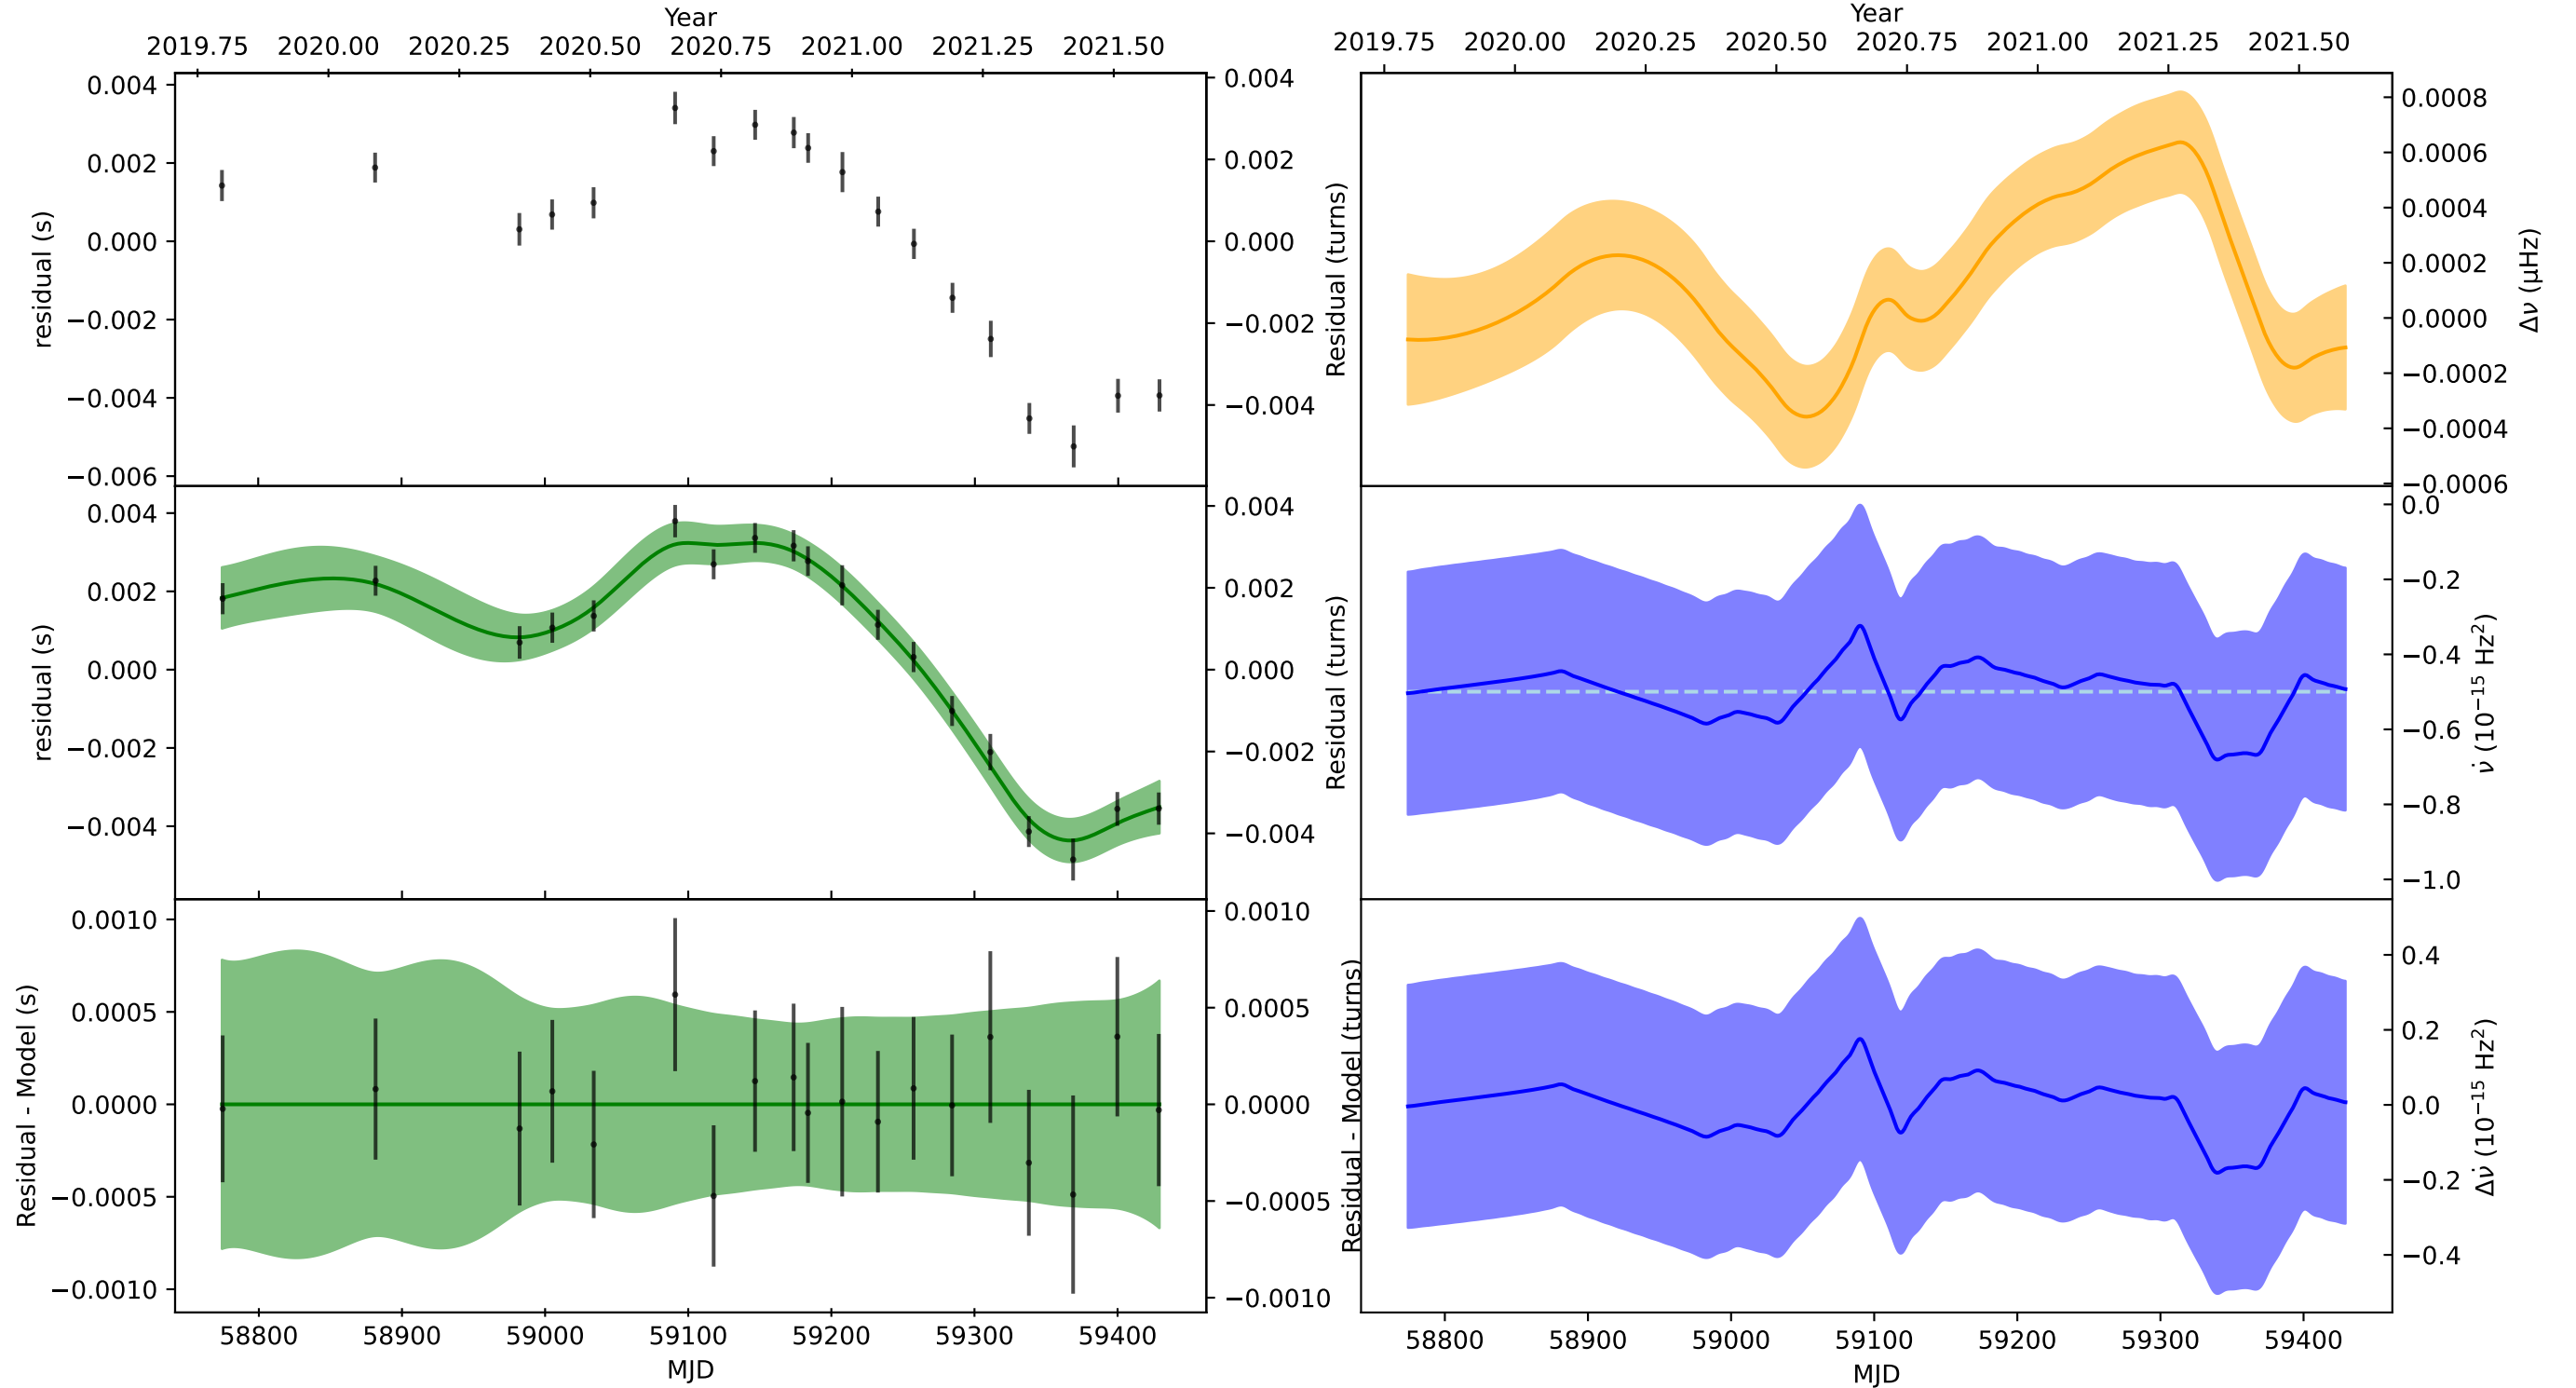 Year
2019.75 2020.00 2020.25 2020.50 2020.75 2021.00 2021.25 2021.50
residual (s)
0.004
0.002
0.000
−0.002
−0.004
−0.006
0.004
0.002
0.000
−0.002
−0.004
Residual (turns)
residual (s)
0.004
0.002
0.000
−0.002
−0.004
0.004
0.002
0.000
−0.002
−0.004
Residual (turns)
Residual - Model (s)
0.0010
0.0005
0.0000
−0.0005
−0.0010
0.0010
0.0005
0.0000
−0.0005
−0.0010
Residual - Model (turns)
58800 58900 59000 59100 59200 59300 59400
MJD
Year
2019.75 2020.00 2020.25 2020.50 2020.75 2021.00 2021.25 2021.50
0.0008
0.0006
0.0004
0.0002
0.0000
−0.0002
−0.0004
−0.0006
Δν (μHz)
0.0
−0.2
−0.4
−0.6
−0.8
−1.0
ν̇ (10⁻¹⁵ Hz²)
0.4
0.2
0.0
−0.2
−0.4
Δν̇ (10⁻¹⁵ Hz²)
58800 58900 59000 59100 59200 59300 59400
MJD